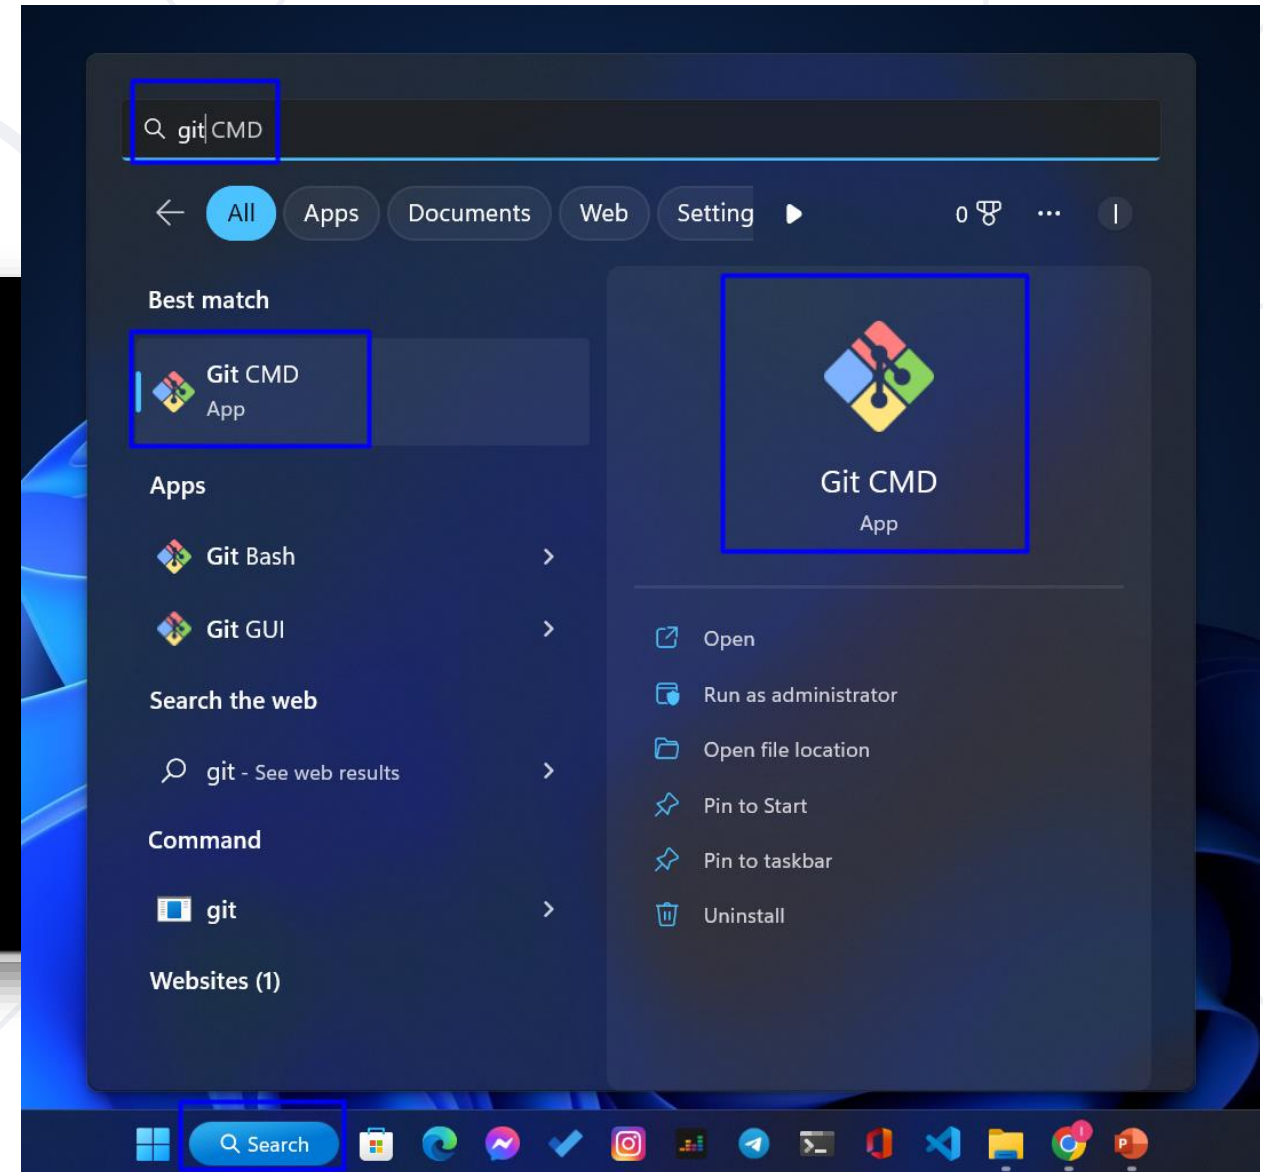 git CMD
All Apps Documents Web Setting 0 I
Best match
Git CMD
App
Apps
Git Bash
Git GUI
Search the web
git - See web results
Command
git
Websites (1)
Git CMD
App
Open
Run as administrator
Open file location
Pin to Start
Pin to taskbar
Uninstall
Search